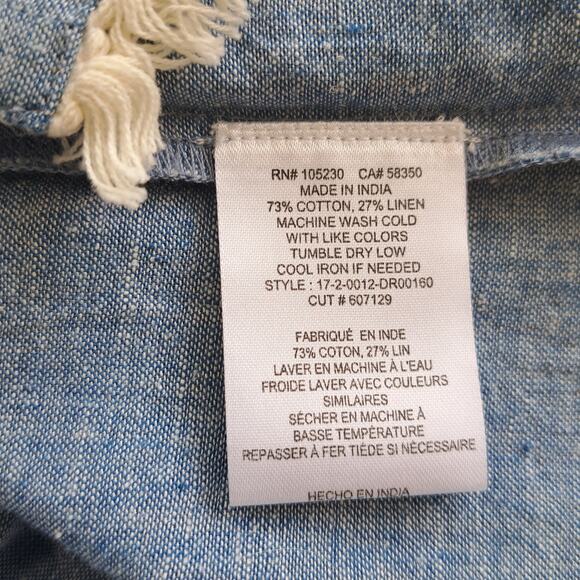 RN# 105230 CA# 58350
MADE IN INDIA
73% COTTON, 27% LINEN
MACHINE WASH COLD
WITH LIKE COLORS
TUMBLE DRY LOW
COOL IRON IF NEEDED
STYLE : 17-2-0012-DR00160
CUT # 607129
FABRIQUÉ EN INDE
73% COTON, 27% LIN
LAVER EN MACHINE À L'EAU
FROIDE LAVER AVEC COULEURS
SIMILAIRES
SÉCHER EN MACHINE À
BASSE TEMPÉRATURE
REPASSER À FER TIÉDE SI NÉCESSAIRE
HECHO EN INDIA